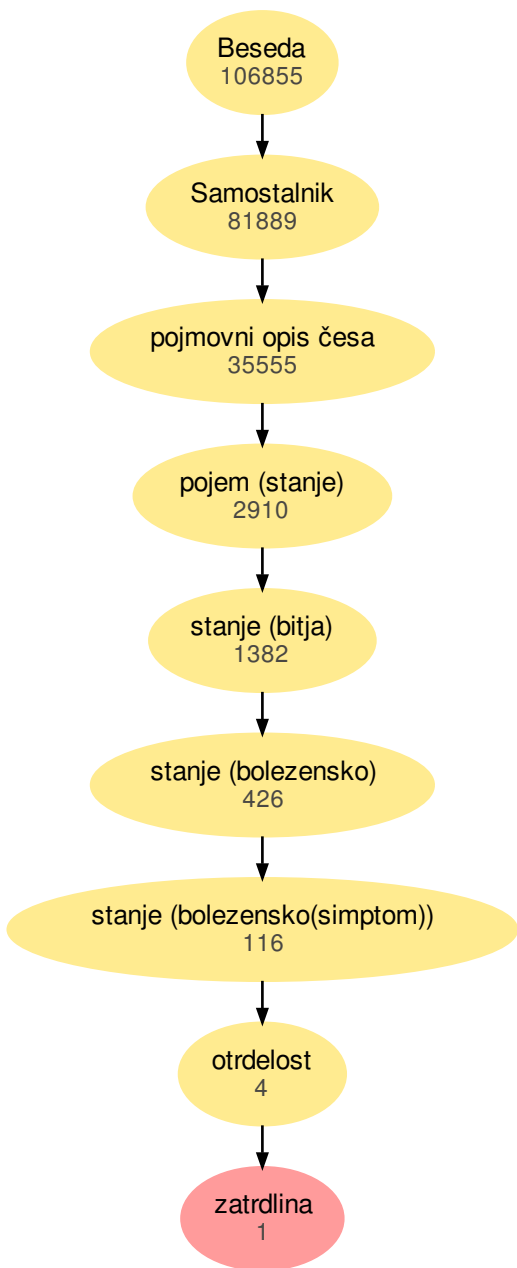 Beseda
106855
Samostalnik
81889
pojmovni opis česa
35555
pojem (stanje)
2910
stanje (bitja)
1382
stanje (bolezensko)
426
stanje (bolezensko(simptom))
116
otrdelost
4
zatrdlina
1